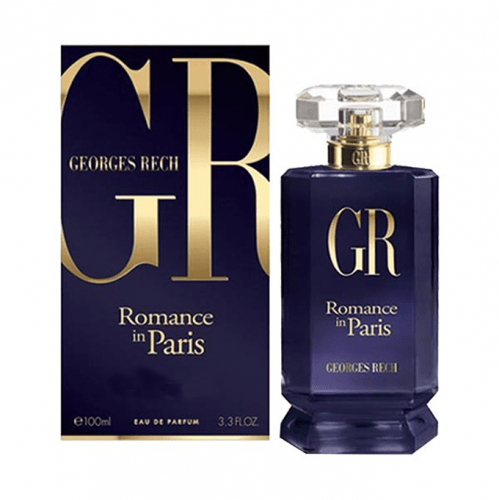 GR
GEORGES RECH
Romance
in Paris
℮100ml EAU DE PARFUM 3.3 FL.OZ.
GR
GR
Romance
in Paris
GEORGES RECH